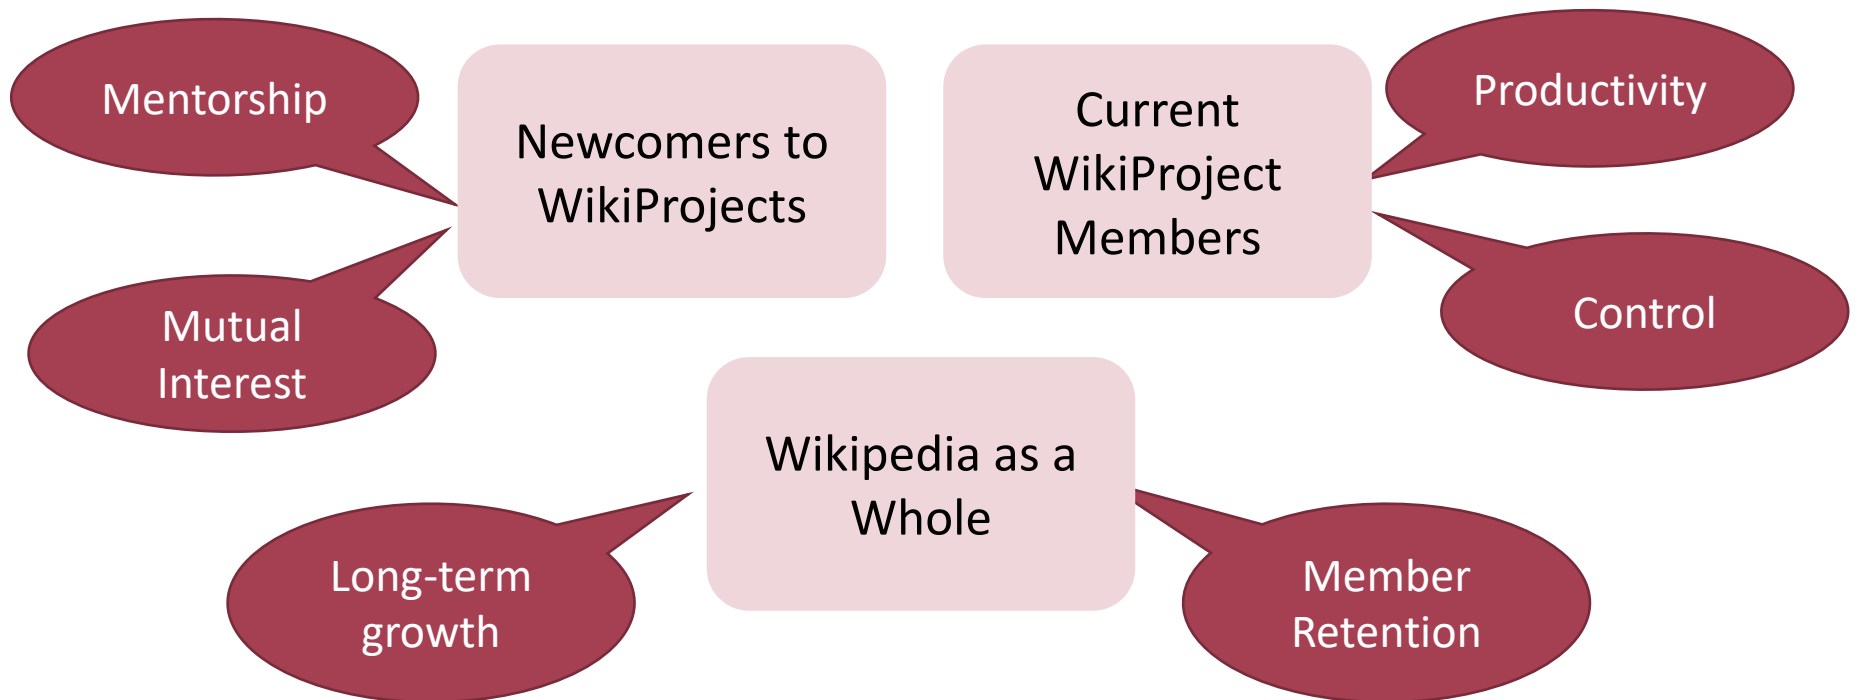 Mentorship
Newcomers to
WikiProjects
Mutual
Interest
Current
WikiProject
Members
Productivity
Control
Wikipedia as a
Whole
Long-term
growth
Member
Retention